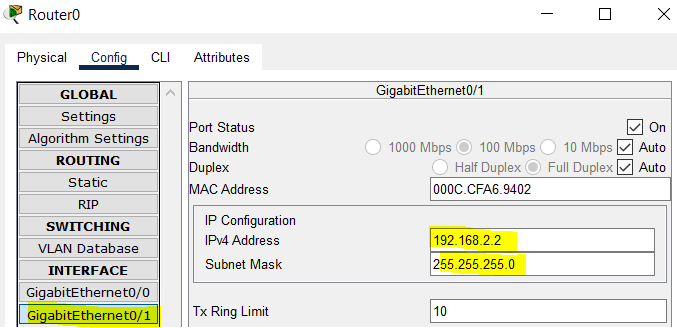 Router0
Physical Config CLI Attributes
GLOBAL
Settings
Algorithm Settings
ROUTING
Static
RIP
SWITCHING
VLAN Database
INTERFACE
GigabitEthernet0/0
GigabitEthernet0/1
GigabitEthernet0/1
Port Status On
Bandwidth 1000 Mbps 100 Mbps 10 Mbps Auto
Duplex Half Duplex Full Duplex Auto
MAC Address 000C.CFA6.9402
IP Configuration
IPv4 Address 192.168.2.2
Subnet Mask 255.255.255.0
Tx Ring Limit 10